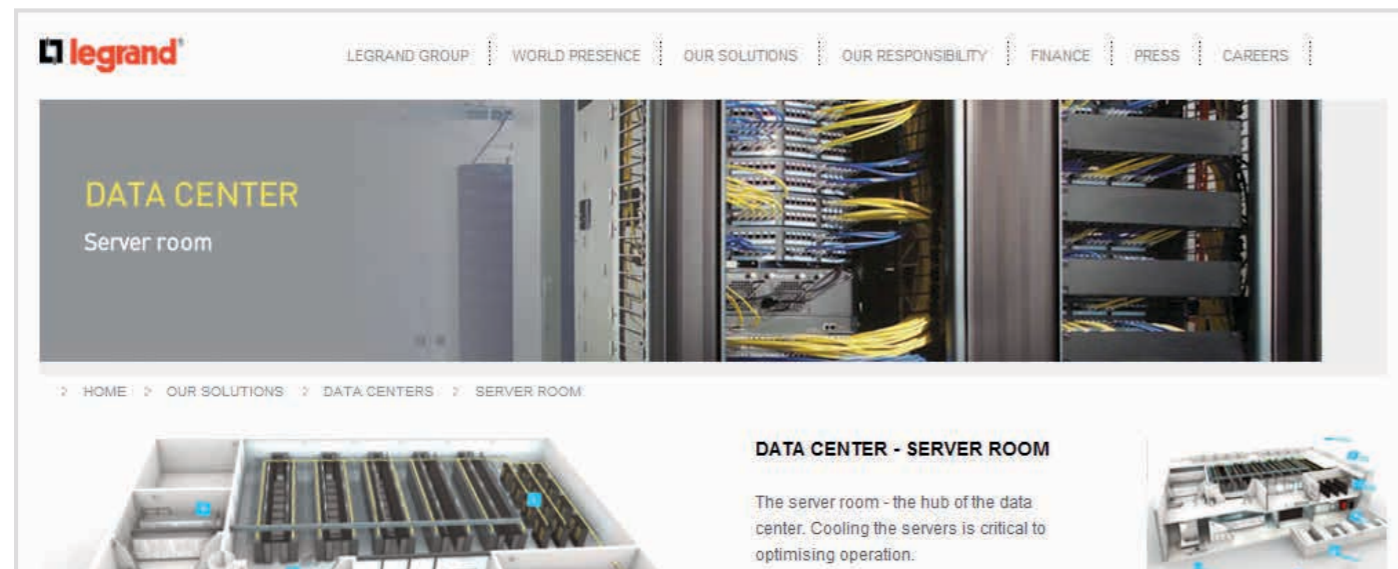 legrand®
LEGRAND GROUP WORLD PRESENCE OUR SOLUTIONS OUR RESPONSIBILITY FINANCE PRESS CAREERS
DATA CENTER
Server room
> HOME > OUR SOLUTIONS > DATA CENTERS > SERVER ROOM
DATA CENTER - SERVER ROOM
The server room - the hub of the data
center. Cooling the servers is critical to
optimising operation.